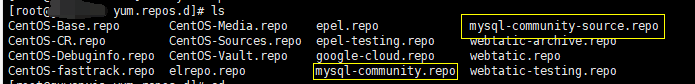 [root@ yum.repos.d]# ls
CentOS-Base.repo CentOS-Media.repo epel.repo mysql-community-source.repo
CentOS-CR.repo CentOS-Sources.repo epel-testing.repo webtatic-archive.repo
CentOS-Debuginfo.repo CentOS-Vault.repo google-cloud.repo webtatic.repo
CentOS-fasttrack.repo elrepo.repo mysql-community.repo webtatic-testing.repo